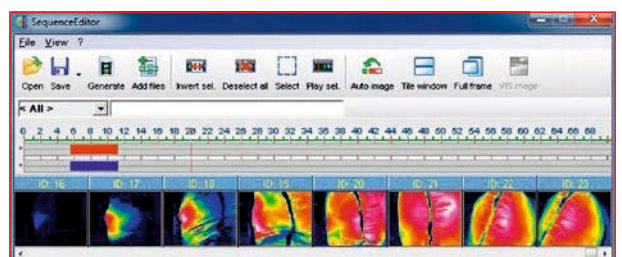 SequenceEditor
File View ?
Open Save Generate Add files Invert sel. Deselect all Select Play sel. Auto image Tile window Full frame VIS image
< All >
0 2 4 6 8 10 12 14 16 18 20 22 24 26 28 30 32 34 36 38 40 42 44 46 48 50 52 54 56 58 60 62 64 66 68
ID: 16 ID: 17 ID: 18 ID: 19 ID: 20 ID: 21 ID: 22 ID: 23